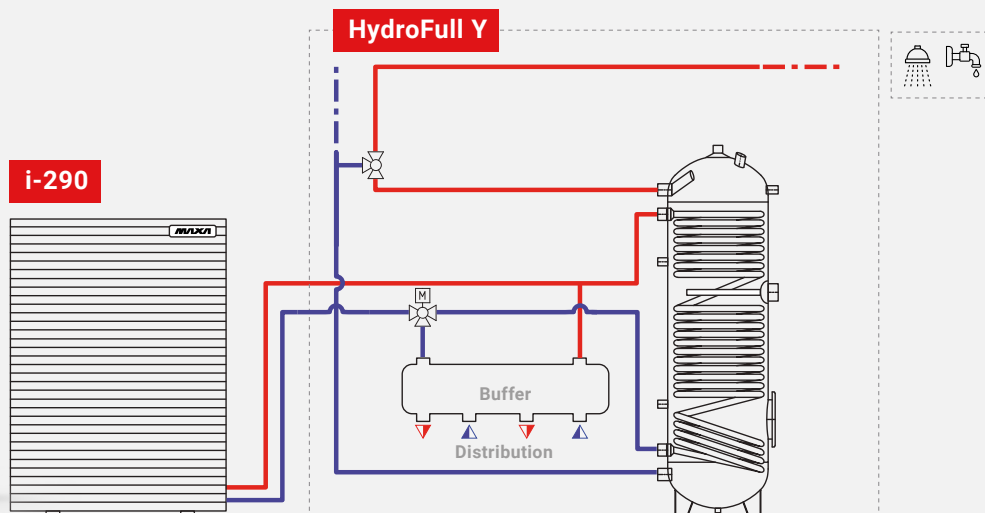 HydroFull Y
i-290
MAXA
M
Buffer
Distribution